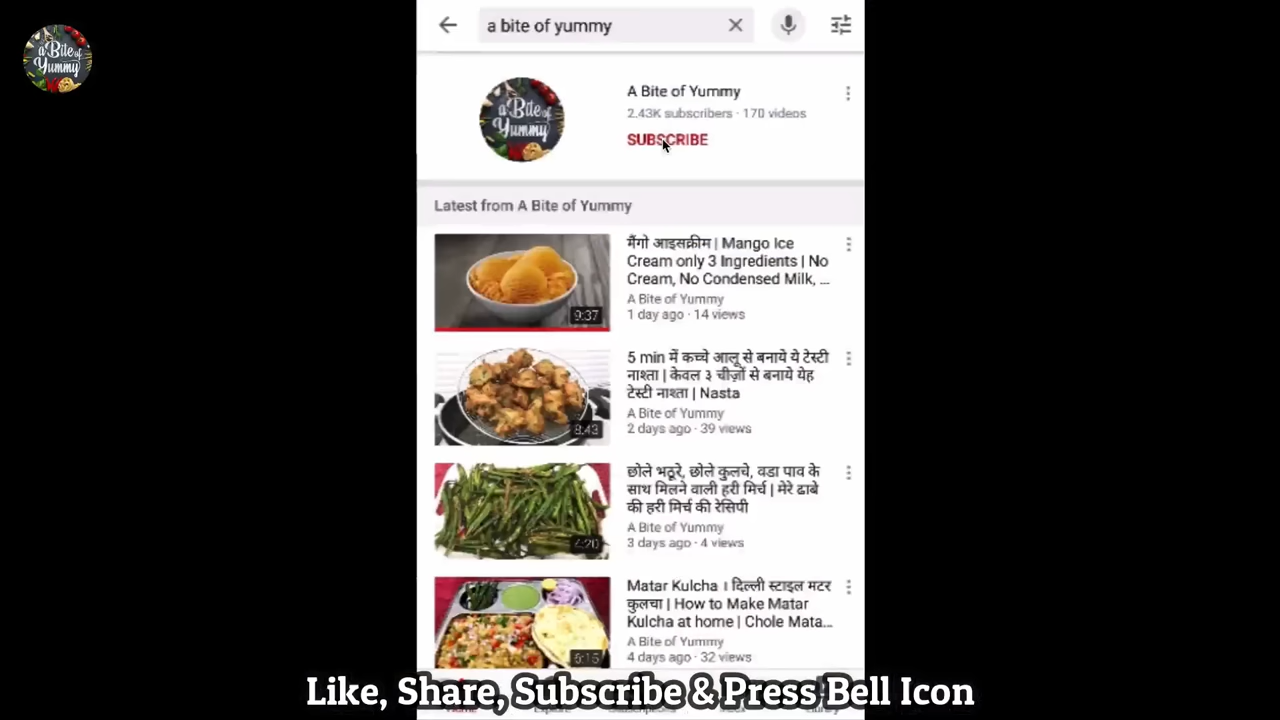 a Bite of
Yummy
a bite of yummy
a Bite of
Yummy
A Bite of Yummy
2.43K subscribers · 170 videos
SUBSCRIBE
Latest from A Bite of Yummy
मैंगो आइसक्रीम | Mango Ice
Cream only 3 Ingredients | No
Cream, No Condensed Milk, ...
A Bite of Yummy
1 day ago · 14 views
9:37
5 min में कच्चे आलू से बनाये ये टेस्टी
नाश्ता | केवल ३ चीज़ों से बनाये येह
टेस्टी नाश्ता | Nasta
A Bite of Yummy
2 days ago · 39 views
8:43
छोले भठूरे, छोले कुलचे, वडा पाव के
साथ मिलने वाली हरी मिर्च | मेरे ढाबे
की हरी मिर्च की रेसिपी
A Bite of Yummy
3 days ago · 4 views
4:20
Matar Kulcha । दिल्ली स्टाइल मटर
कुलचा | How to Make Matar
Kulcha at home | Chole Mata...
A Bite of Yummy
4 days ago · 32 views
6:15
Like, Share, Subscribe & Press Bell Icon